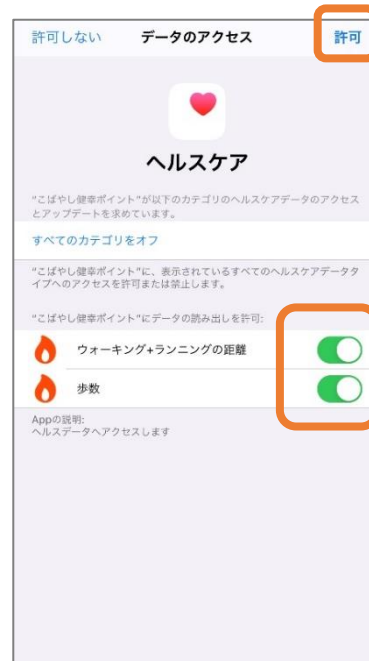 許可しない データのアクセス 許可
ヘルスケア
"こばやし健幸ポイント"が以下のカテゴリのヘルスケアデータのアクセス
とアップデートを求めています。
すべてのカテゴリをオフ
"こばやし健幸ポイント"に、表示されているすべてのヘルスケアデータタ
イプへのアクセスを許可または禁止します。
"こばやし健幸ポイント"にデータの読み出しを許可:
ウォーキング+ランニングの距離
歩数
Appの説明:
ヘルスデータへアクセスします